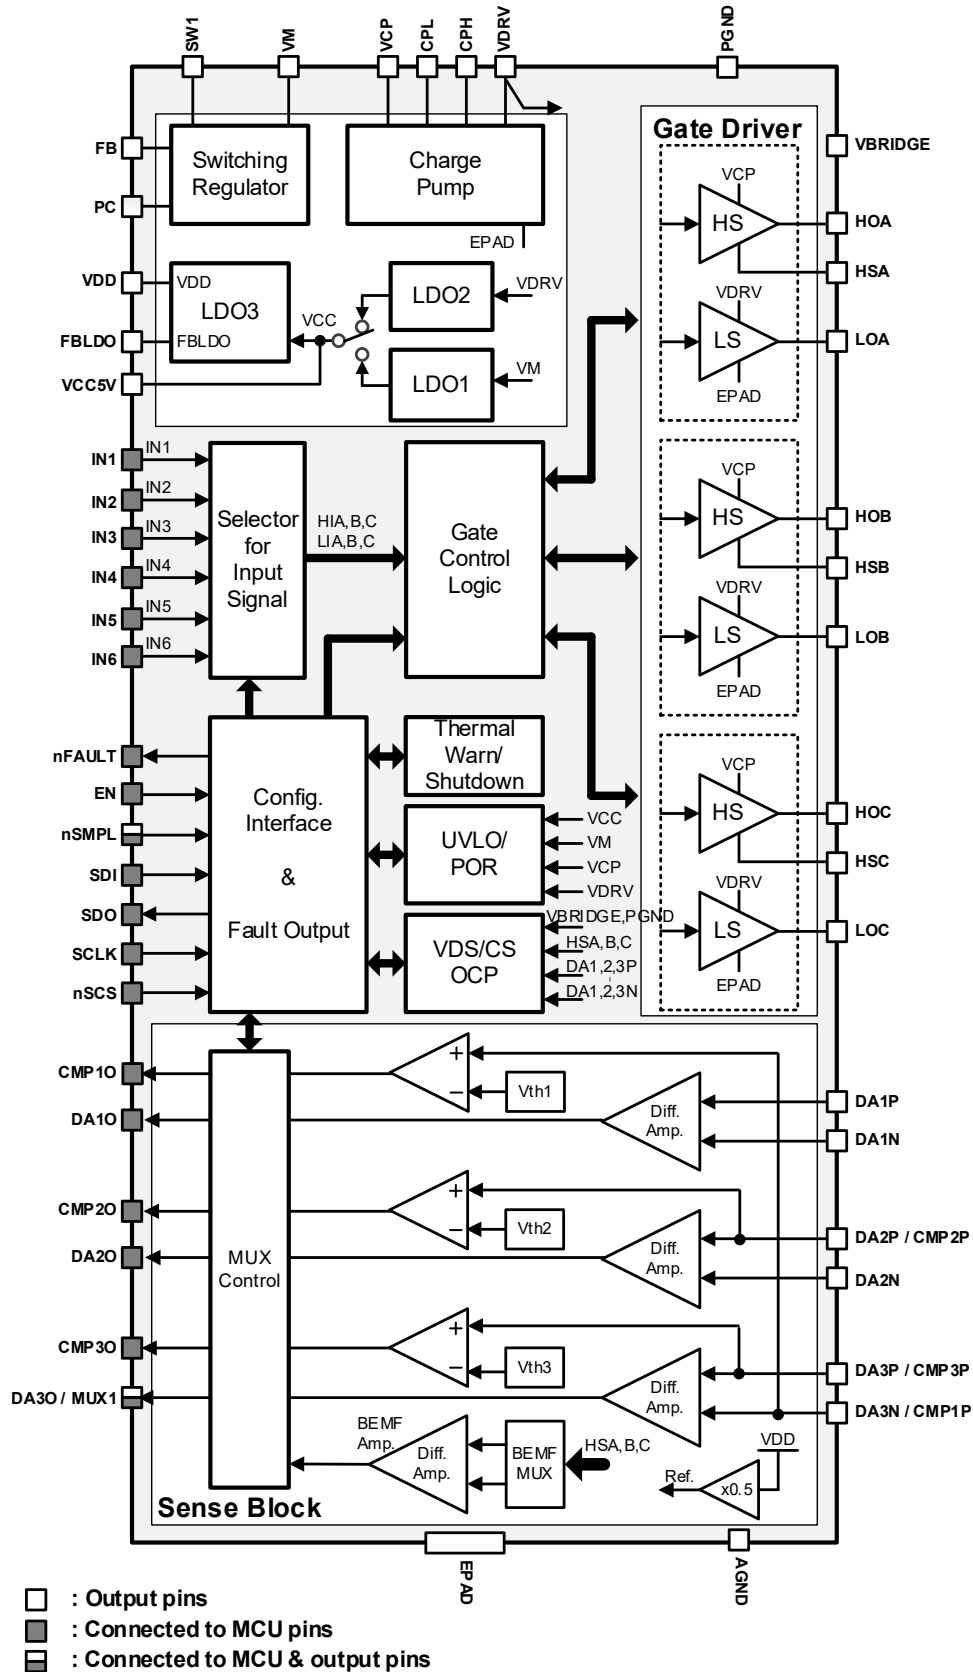 SW1
VM
VCP
CPL
CPH
VDRV
PGND
FB
PC
VDD
FBLDO
VCC5V
Switching
Regulator
Charge
Pump
EPAD
VDD
LDO3
FBLDO
VCC
LDO2
VDRV
LDO1
VM
Gate Driver
VBRIDGE
VCP
HS
HOA
HSA
VDRV
LS
LOA
EPAD
IN1
IN1
IN2
IN2
IN3
IN3
IN4
IN4
IN5
IN5
IN6
IN6
Selector
for
Input
Signal
HIA,B,C
LIA,B,C
Gate
Control
Logic
VCP
HS
HOB
HSB
VDRV
LS
LOB
EPAD
nFAULT
EN
nSMPL
SDI
SDO
SCLK
nSCS
Config.
Interface
&
Fault Output
Thermal
Warn/
Shutdown
UVLO/
POR
VCC
VM
VCP
VDRV
VDS/CS
OCP
VBRIDGE,PGND
HSA,B,C
DA1,2,3P
DA1,2,3N
VCP
HS
HOC
HSC
VDRV
LS
LOC
EPAD
CMP1O
DA1O
CMP2O
DA2O
CMP3O
DA3O / MUX1
MUX
Control
+
−
Vth1
Diff.
Amp.
DA1P
DA1N
+
−
Vth2
Diff.
Amp.
DA2P / CMP2P
DA2N
+
−
Vth3
Diff.
Amp.
DA3P / CMP3P
DA3N / CMP1P
BEMF
Amp.
Diff.
Amp.
BEMF
MUX
HSA,B,C
VDD
Ref.
x0.5
Sense Block
EPAD
AGND
: Output pins
: Connected to MCU pins
: Connected to MCU & output pins